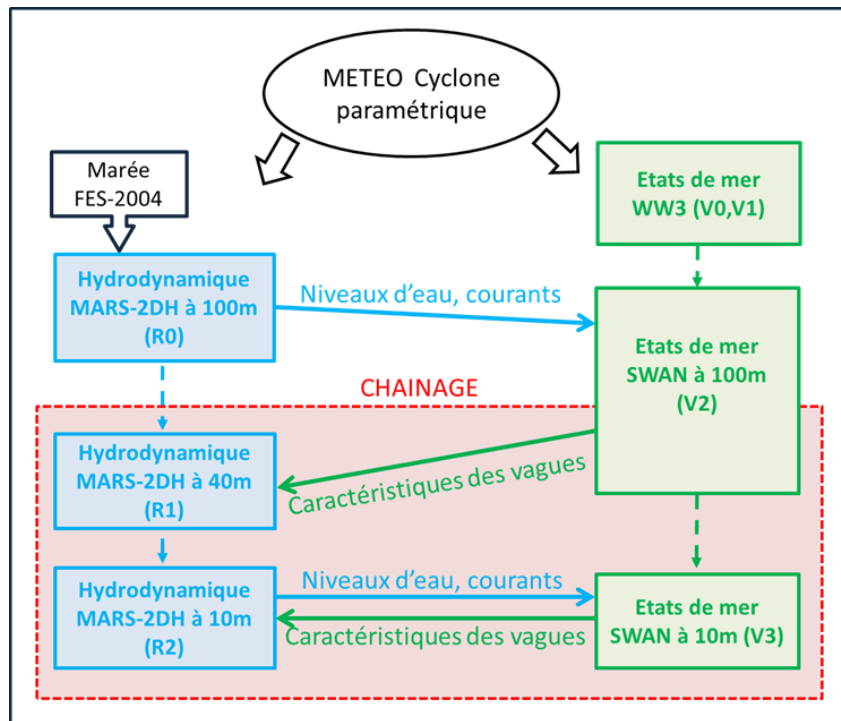 METEO Cyclone
paramétrique
Marée
FES-2004
Etats de mer
WW3 (V0,V1)
Hydrodynamique
MARS-2DH à 100m
(R0)
Niveaux d'eau, courants
Etats de mer
SWAN à 100m
(V2)
CHAINAGE
Hydrodynamique
MARS-2DH à 40m
(R1)
Caractéristiques des vagues
Hydrodynamique
MARS-2DH à 10m
(R2)
Niveaux d'eau, courants
Caractéristiques des vagues
Etats de mer
SWAN à 10m (V3)